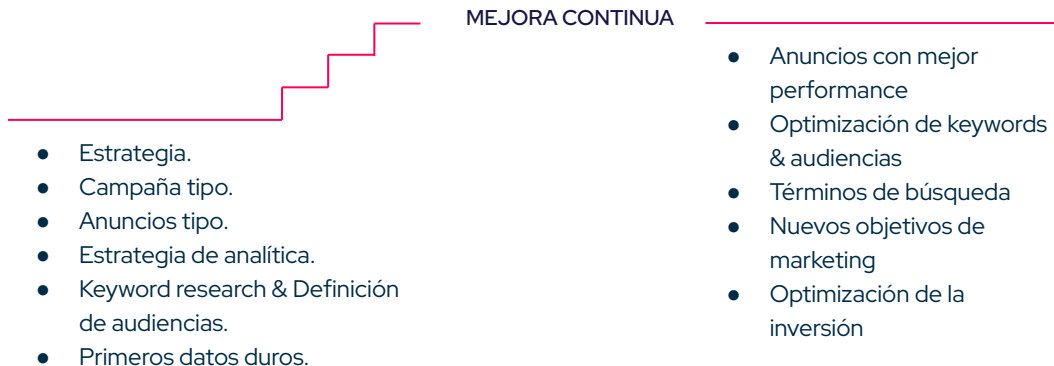 MEJORA CONTINUA
● Estrategia.
● Campaña tipo.
● Anuncios tipo.
● Estrategia de analítica.
● Keyword research & Definición
de audiencias.
● Primeros datos duros.
● Anuncios con mejor
performance
● Optimización de keywords
& audiencias
● Términos de búsqueda
● Nuevos objetivos de
marketing
● Optimización de la
inversión